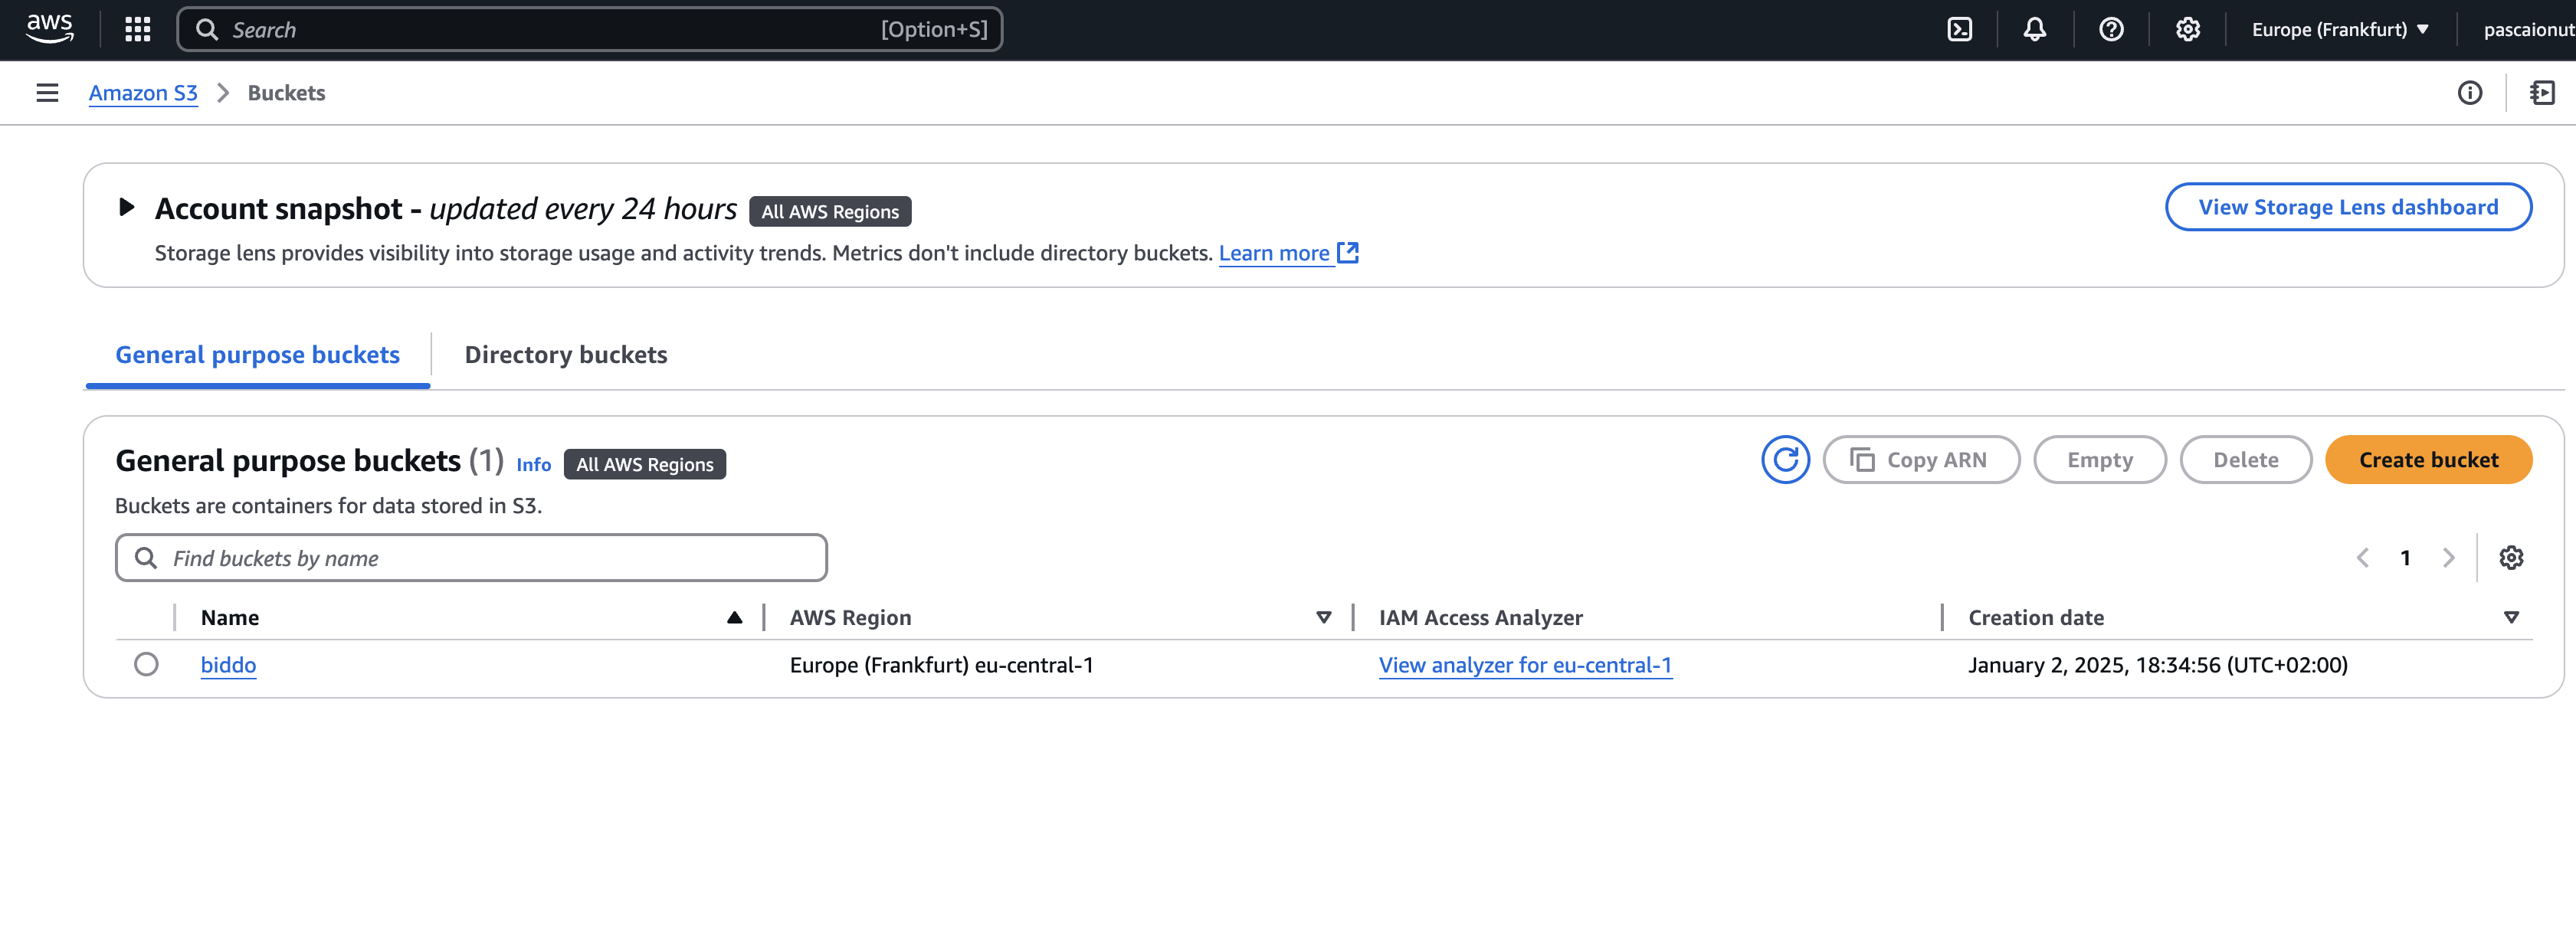 aws
Search [Option+S]
Europe (Frankfurt) pascaionut
Amazon S3 Buckets
Account snapshot - updated every 24 hours All AWS Regions
View Storage Lens dashboard
Storage lens provides visibility into storage usage and activity trends. Metrics don't include directory buckets. Learn more
General purpose buckets Directory buckets
General purpose buckets (1) Info All AWS Regions
Copy ARN Empty Delete Create bucket
Buckets are containers for data stored in S3.
Find buckets by name
1
Name AWS Region IAM Access Analyzer Creation date
biddo Europe (Frankfurt) eu-central-1 View analyzer for eu-central-1 January 2, 2025, 18:34:56 (UTC+02:00)